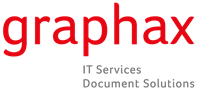 graphax
IT Services
Document Solutions